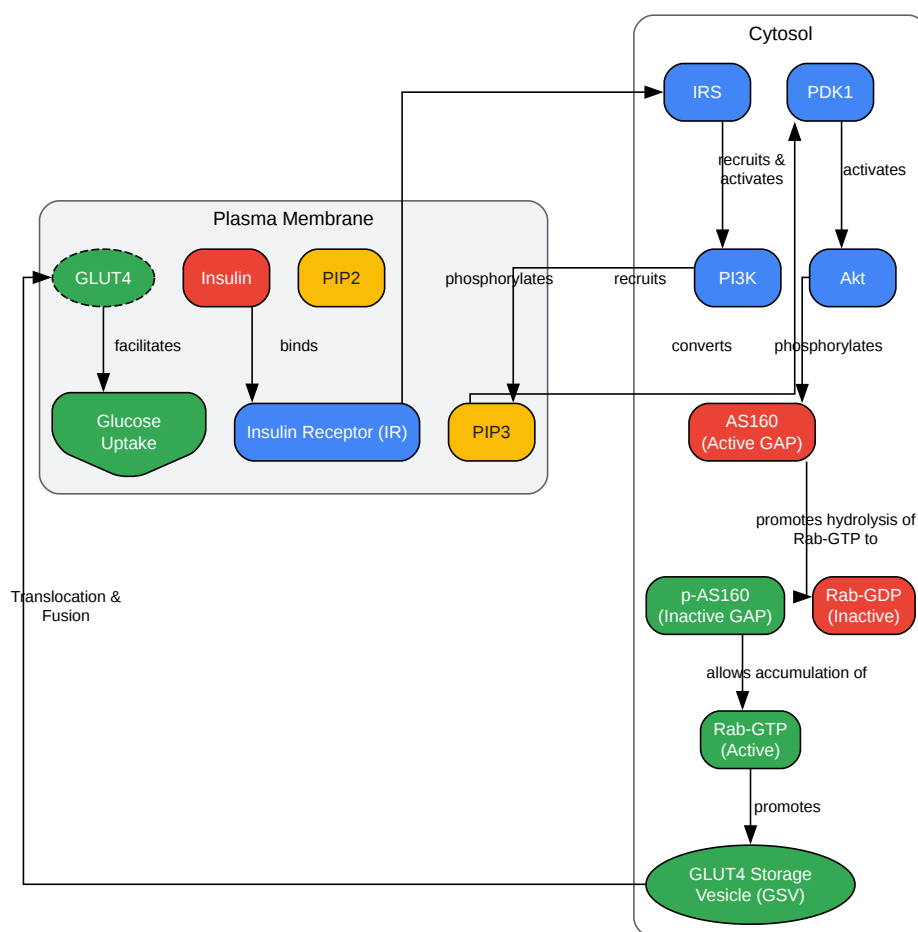 Cytosol
IRS
PDK1
recruits &
activates
activates
Plasma Membrane
GLUT4
Insulin
PIP2
phosphorylates
recruits
PI3K
Akt
facilitates
binds
converts
phosphorylates
Glucose
Uptake
Insulin Receptor (IR)
PIP3
AS160
(Active GAP)
promotes hydrolysis of
Rab-GTP to
p-AS160
(Inactive GAP)
Rab-GDP
(Inactive)
Translocation &
Fusion
allows accumulation of
Rab-GTP
(Active)
promotes
GLUT4 Storage
Vesicle (GSV)